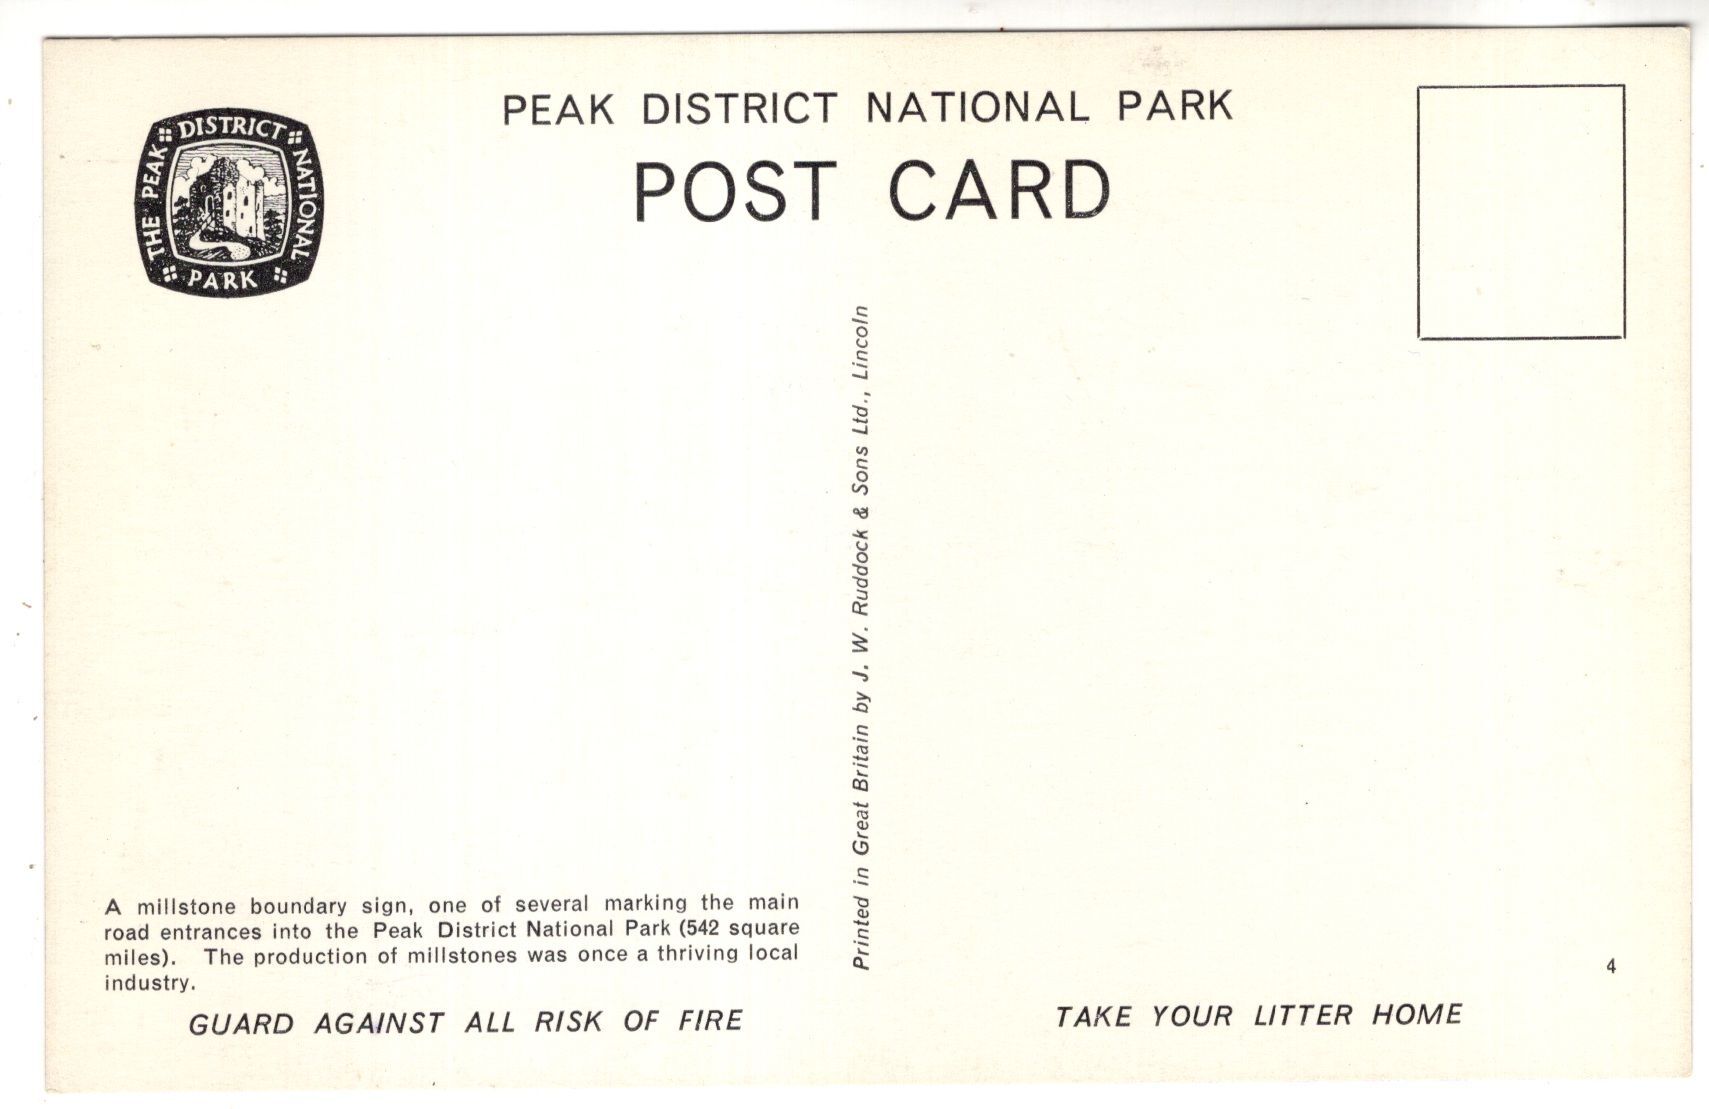 THE PEAK DISTRICT NATIONAL PARK
PEAK DISTRICT NATIONAL PARK
POST CARD
Printed in Great Britain by J. W. Ruddock & Sons Ltd., Lincoln
A millstone boundary sign, one of several marking the main
road entrances into the Peak District National Park (542 square
miles). The production of millstones was once a thriving local
industry.
GUARD AGAINST ALL RISK OF FIRE
4
TAKE YOUR LITTER HOME